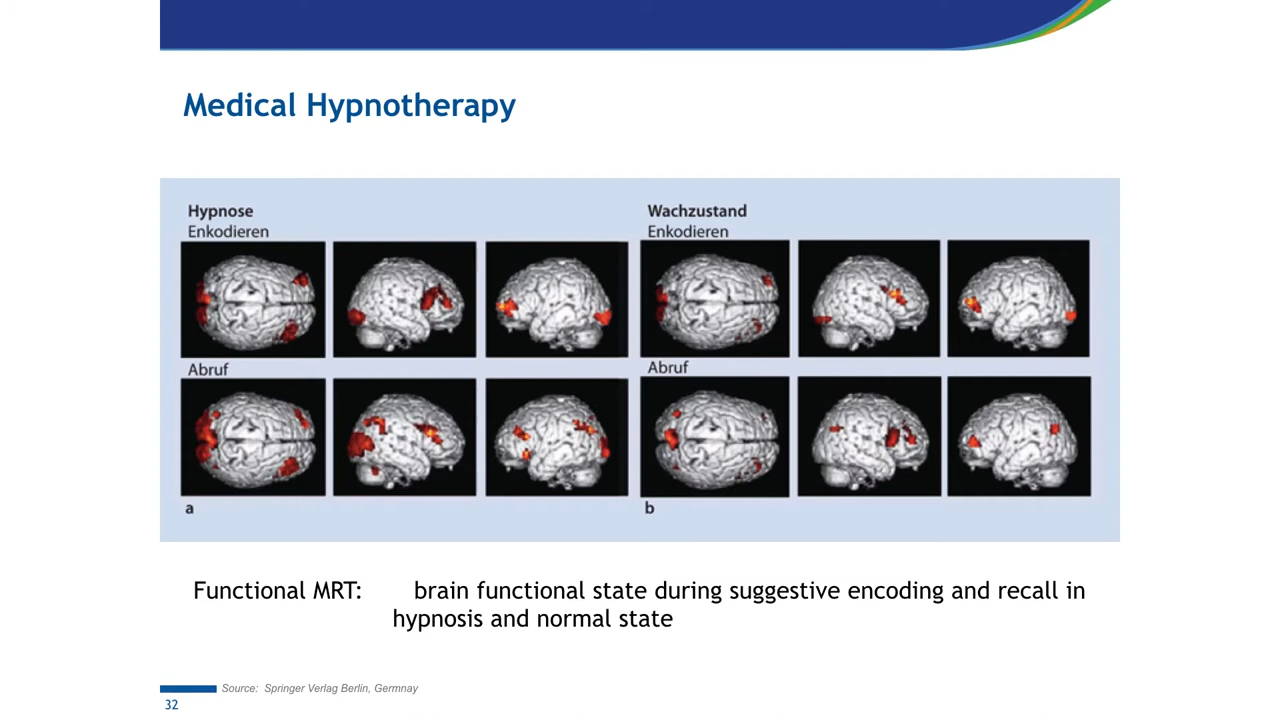 Medical Hypnotherapy
Hypnose
Enkodieren
Abruf
a
Wachzustand
Enkodieren
Abruf
b
Functional MRT: brain functional state during suggestive encoding and recall in
hypnosis and normal state
Source: Springer Verlag Berlin, Germnay
32